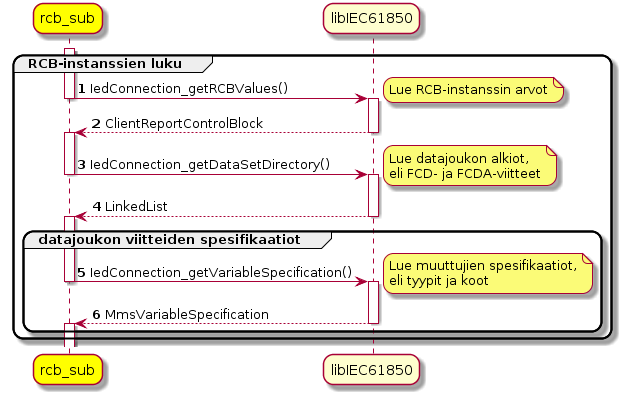 rcb_sub
libIEC61850
RCB-instanssien luku
1 IedConnection_getRCBValues()
Lue RCB-instanssin arvot
2 ClientReportControlBlock
3 IedConnection_getDataSetDirectory()
Lue datajoukon alkiot,
eli FCD- ja FCDA-viitteet
4 LinkedList
datajoukon viitteiden spesifikaatiot
5 IedConnection_getVariableSpecification()
Lue muuttujien spesifikaatiot,
eli tyypit ja koot
6 MmsVariableSpecification
rcb_sub
libIEC61850